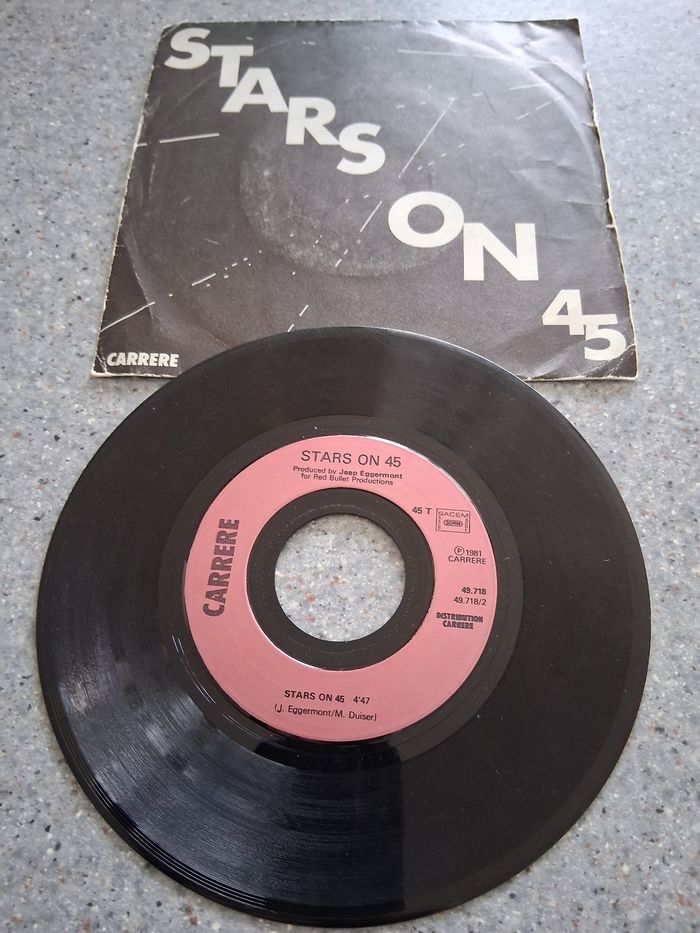 STARS
ON
45
CARRERE
STARS ON 45
Produced by Jaap Eggermont
for Red Bullet Productions
45 T
SACEM
SDRM
℗ 1981
CARRERE
CARRERE
49.718
49.718/2
DISTRIBUTION
CARRERE
STARS ON 45 4'47
(J. Eggermont/M. Duiser)